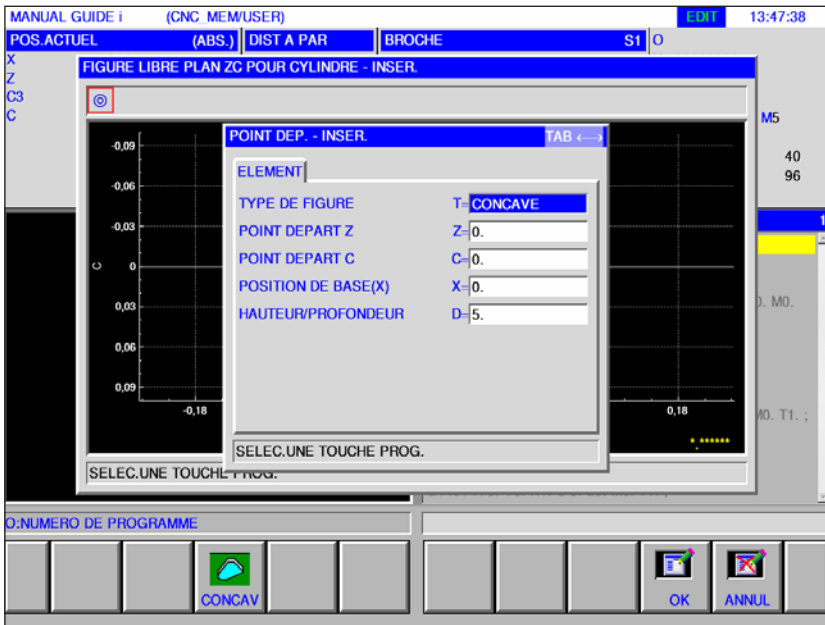 MANUAL GUIDE i (CNC_MEM/USER) EDIT 13:47:38
POS.ACTUEL (ABS.) DIST A PAR BROCHE S1 O
X
Z
C3
C
M5
40
96
1
0. M0.
M0. T1. ;
FIGURE LIBRE PLAN ZC POUR CYLINDRE - INSER.
-0,09
-0,06
-0,03
C 0
0,03
0,06
0,09
-0,18 0,18
*.******
POINT DEP. - INSER. TAB ←→
ELEMENT
TYPE DE FIGURE T= CONCAVE
POINT DEPART Z Z= 0.
POINT DEPART C C= 0.
POSITION DE BASE(X) X= 0.
HAUTEUR/PROFONDEUR D= 5.
SELEC.UNE TOUCHE PROG.
SELEC.UNE TOUCHE PROG.
O:NUMERO DE PROGRAMME
CONCAV OK ANNUL